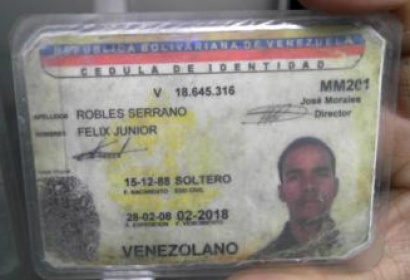 REPUBLICA BOLIVARIANA DE VENEZUELA
CEDULA DE IDENTIDAD
V 18.645.316
MM201
José Morales
Director
APELLIDOS ROBLES SERRANO
NOMBRES FELIX JUNIOR
15-12-88 SOLTERO
F. NACIMIENTO EDO CIVIL
28-02-08 02-2018
F. EXPEDICION F. VENCIMIENTO
VENEZOLANO